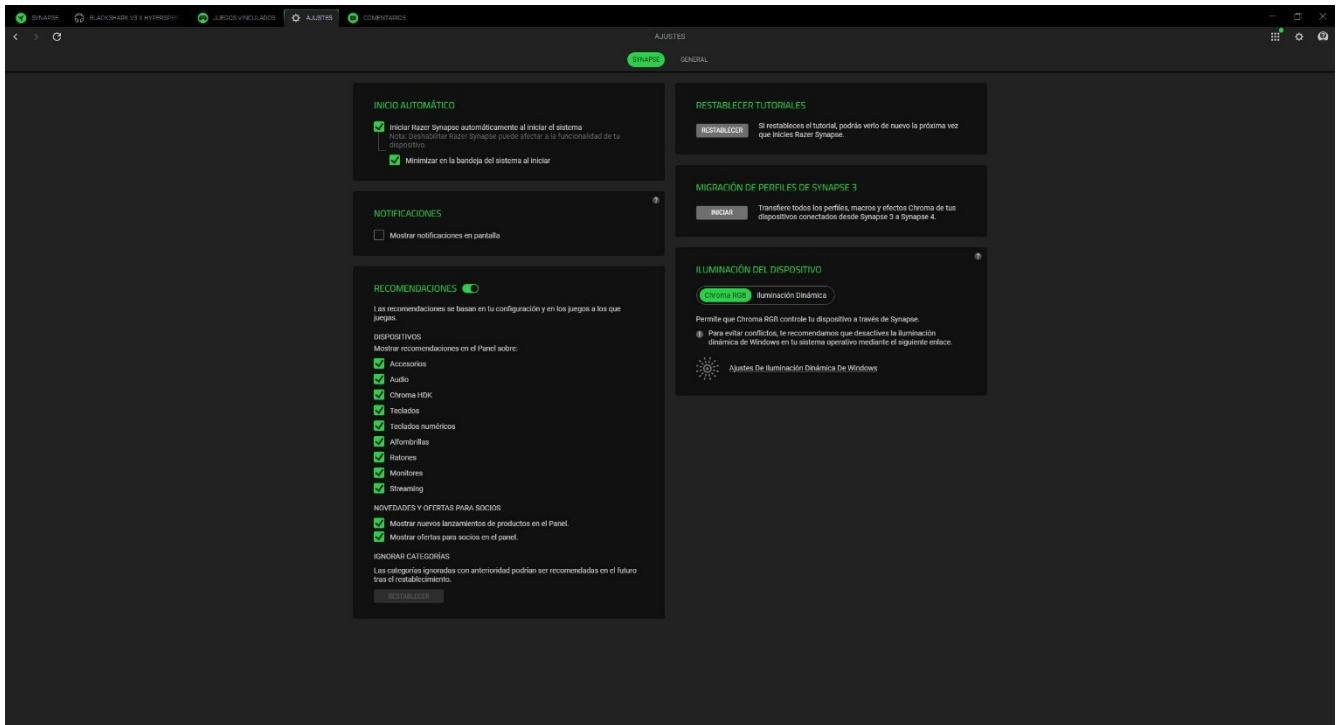 SYNAPSE
BLACKSHARK V3 X HYPERSPE
JUEGOS VINCULADOS
AJUSTES
COMENTARIOS
AJUSTES
SYNAPSE
GENERAL
INICIO AUTOMÁTICO
Iniciar Razer Synapse automáticamente al iniciar el sistema
Nota: Deshabilitar Razer Synapse puede afectar a la funcionalidad de tu
dispositivo.
Minimizar en la bandeja del sistema al iniciar
NOTIFICACIONES
Mostrar notificaciones en pantalla
RECOMENDACIONES
Las recomendaciones se basan en tu configuración y en los juegos a los que
juegas.
DISPOSITIVOS
Mostrar recomendaciones en el Panel sobre:
Accesorios
Audio
Chroma HDK
Teclados
Teclados numéricos
Alfombrillas
Ratones
Monitores
Streaming
NOVEDADES Y OFERTAS PARA SOCIOS
Mostrar nuevos lanzamientos de productos en el Panel.
Mostrar ofertas para socios en el panel.
IGNORAR CATEGORÍAS
Las categorías ignoradas con anterioridad podrían ser recomendadas en el futuro
tras el restablecimiento.
RESTABLECER
RESTABLECER TUTORIALES
RESTABLECER
Si restableces el tutorial, podrás verlo de nuevo la próxima vez
que inicies Razer Synapse.
MIGRACIÓN DE PERFILES DE SYNAPSE 3
INICIAR
Transfiere todos los perfiles, macros y efectos Chroma de tus
dispositivos conectados desde Synapse 3 a Synapse 4.
ILUMINACIÓN DEL DISPOSITIVO
Chroma RGB
Iluminación Dinámica
Permite que Chroma RGB controle tu dispositivo a través de Synapse.
Para evitar conflictos, te recomendamos que desactives la iluminación
dinámica de Windows en tu sistema operativo mediante el siguiente enlace.
Ajustes De Iluminación Dinámica De Windows